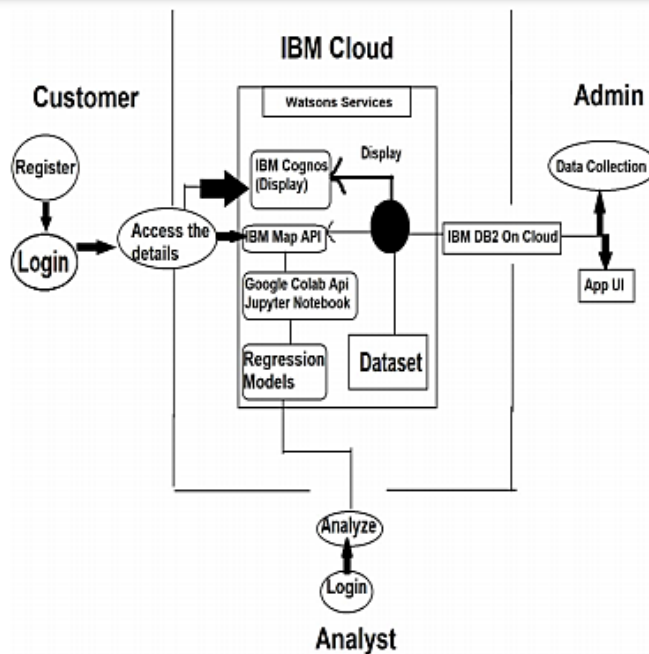 IBM Cloud
Customer
Admin
Watsons Services
Register
IBM Cognos
(Display)
Display
Data Collection
Login
Access the
details
IBM Map API
IBM DB2 On Cloud
Google Colab Api
Jupyter Notebook
App UI
Regression
Models
Dataset
Analyze
Login
Analyst